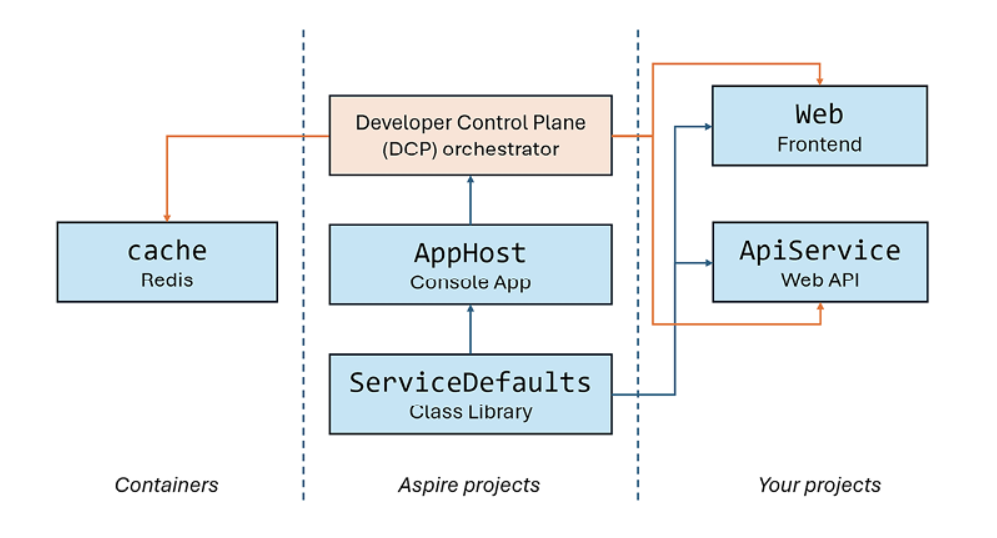 Developer Control Plane
(DCP) orchestrator
Web
Frontend
cache
Redis
AppHost
Console App
ApiService
Web API
ServiceDefaults
Class Library
Containers
Aspire projects
Your projects